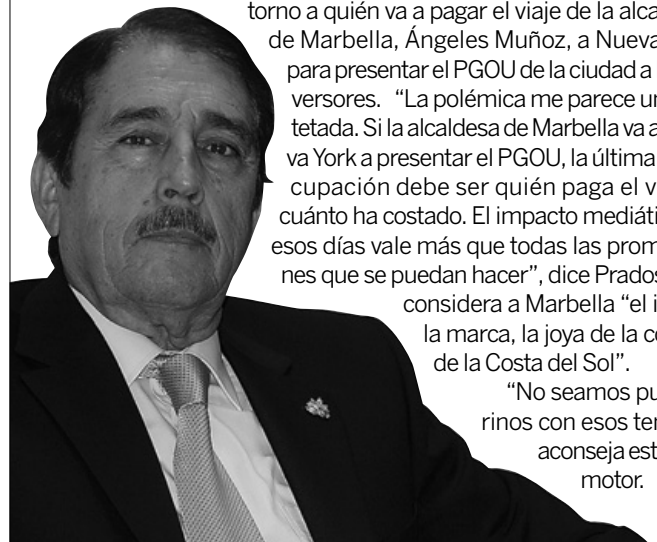 torno a quién va a pagar el viaje de la alca
de Marbella, Ángeles Muñoz, a Nueva
para presentar el PGOU de la ciudad a
versores. “La polémica me parece un
tetada. Si la alcaldesa de Marbella va a
va York a presentar el PGOU, la última
cupación debe ser quién paga el v
cuánto ha costado. El impacto mediáti
esos días vale más que todas las prom
nes que se puedan hacer”, dice Prados
considera a Marbella “el i
la marca, la joya de la co
de la Costa del Sol”.
“No seamos pu
rinos con esos ter
aconseja est
motor.